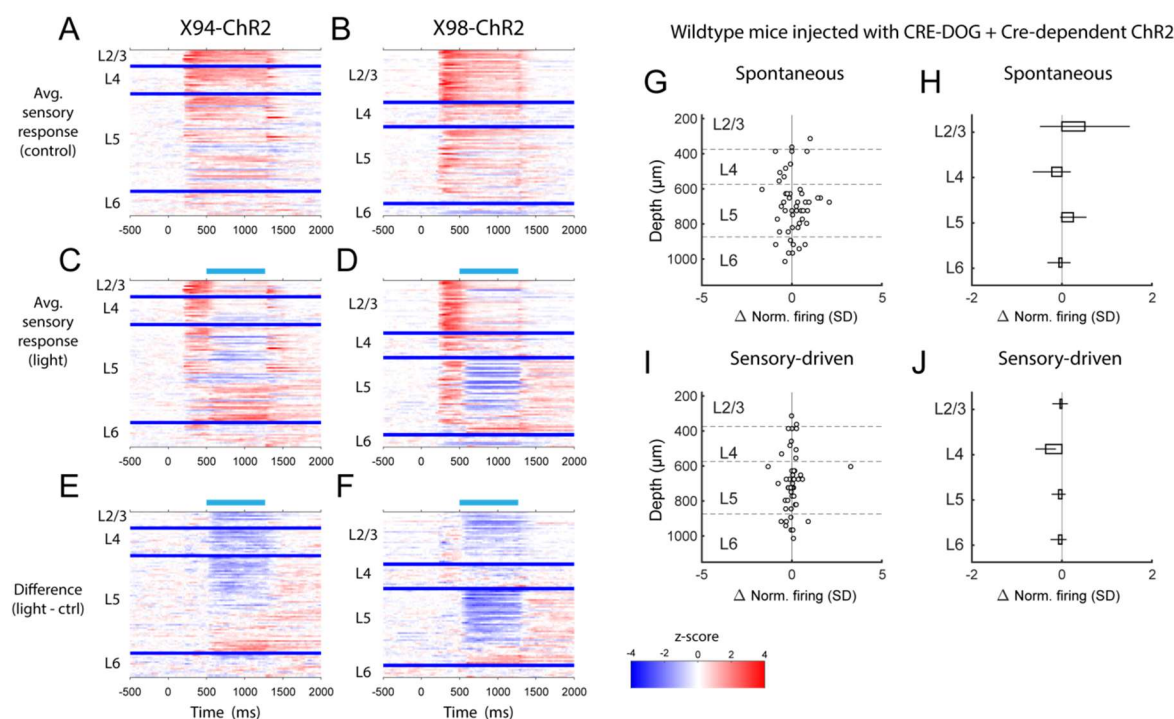 A
X94-ChR2
B
X98-ChR2
Avg.
sensory
response
(control)
L2/3
L4
L5
L6
-500 0 500 1000 1500 2000
L2/3
L4
L5
L6
-500 0 500 1000 1500 2000
C
D
Avg.
sensory
response
(light)
L2/3
L4
L5
L6
-500 0 500 1000 1500 2000
L2/3
L4
L5
L6
-500 0 500 1000 1500 2000
E
F
Difference
(light - ctrl)
L2/3
L4
L5
L6
-500 0 500 1000 1500 2000
Time (ms)
L2/3
L4
L5
L6
-500 0 500 1000 1500 2000
Time (ms)
Wildtype mice injected with CRE-DOG + Cre-dependent ChR2
G
Spontaneous
200
400
600
800
1000
Depth (µm)
L2/3
L4
L5
L6
-5 0 5
Δ Norm. firing (SD)
H
Spontaneous
L2/3
L4
L5
L6
-2 0 2
Δ Norm. firing (SD)
I
Sensory-driven
200
400
600
800
1000
Depth (µm)
L2/3
L4
L5
L6
-5 0 5
Δ Norm. firing (SD)
J
Sensory-driven
L2/3
L4
L5
L6
-2 0 2
Δ Norm. firing (SD)
z-score
-4 -2 0 2 4